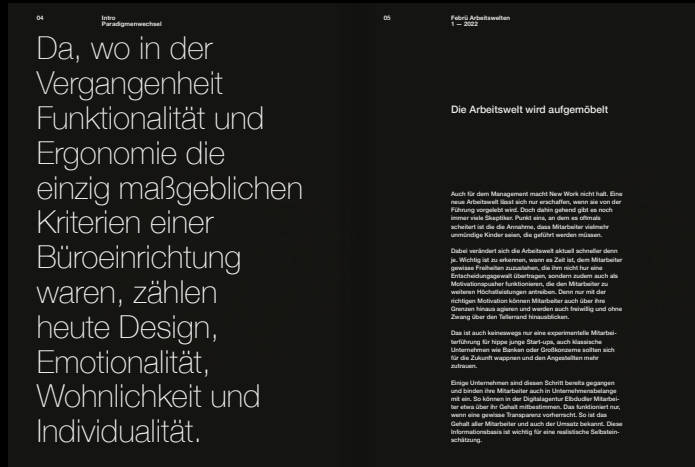 04
Intro
Paradigmenwechsel
Da, wo in der
Vergangenheit
Funktionalität und
Ergonomie die
einzig maßgeblichen
Kriterien einer
Büroeinrichtung
waren, zählen
heute Design,
Emotionalität,
Wohnlichkeit und
Individualität.
05
Febrü Arbeitswelten
1 — 2022
Die Arbeitswelt wird aufgemöbelt
Auch für dem Management macht New Work nicht halt. Eine
neue Arbeitswelt lässt sich nur erschaffen, wenn sie von der
Führung vorgelebt wird. Doch dahin gehend gibt es noch
immer viele Skeptiker. Punkt eins, an dem es oftmals
scheitert ist die die Annahme, dass Mitarbeiter vielmehr
unmündige Kinder seien, die geführt werden müssen.
Dabei verändert sich die Arbeitswelt aktuell schneller denn
je. Wichtig ist zu erkennen, wann es Zeit ist, dem Mitarbeiter
gewisse Freiheiten zuzustehen, die ihm nicht nur eine
Entscheidungsgewalt übertragen, sondern zudem auch als
Motivationspusher funktionieren, die den Mitarbeiter zu
weiteren Höchstleistungen antreiben. Denn nur mit der
richtigen Motivation können Mitarbeiter auch über ihre
Grenzen hinaus agieren und werden auch freiwillig und ohne
Zwang über den Tellerrand hinausblicken.
Das ist auch keineswegs nur eine experimentelle Mitarbei-
terführung für hippe junge Start-ups, auch klassische
Unternehmen wie Banken oder Großkonzerne sollten sich
für die Zukunft wappnen und den Angestellten mehr
zutrauen.
Einige Unternehmen sind diesen Schritt bereits gegangen
und binden ihre Mitarbeiter auch in Unternehmensbelange
mit ein. So können in der Digitalagentur Elbdudler Mitarbei-
ter etwa über ihr Gehalt mitbestimmen. Das funktioniert nur,
wenn eine gewisse Transparenz vorherrscht. So ist das
Gehalt aller Mitarbeiter und auch der Umsatz bekannt. Diese
Informationsbasis ist wichtig für eine realistische Selbstein-
schätzung.